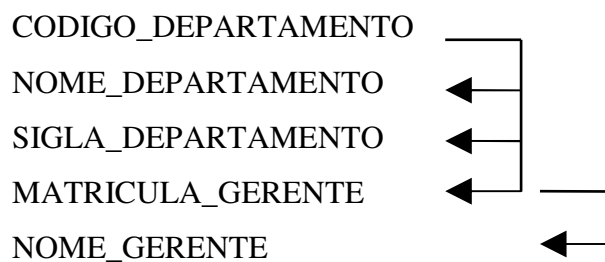 CODIGO_DEPARTAMENTO
NOME_DEPARTAMENTO
SIGLA_DEPARTAMENTO
MATRICULA_GERENTE
NOME_GERENTE